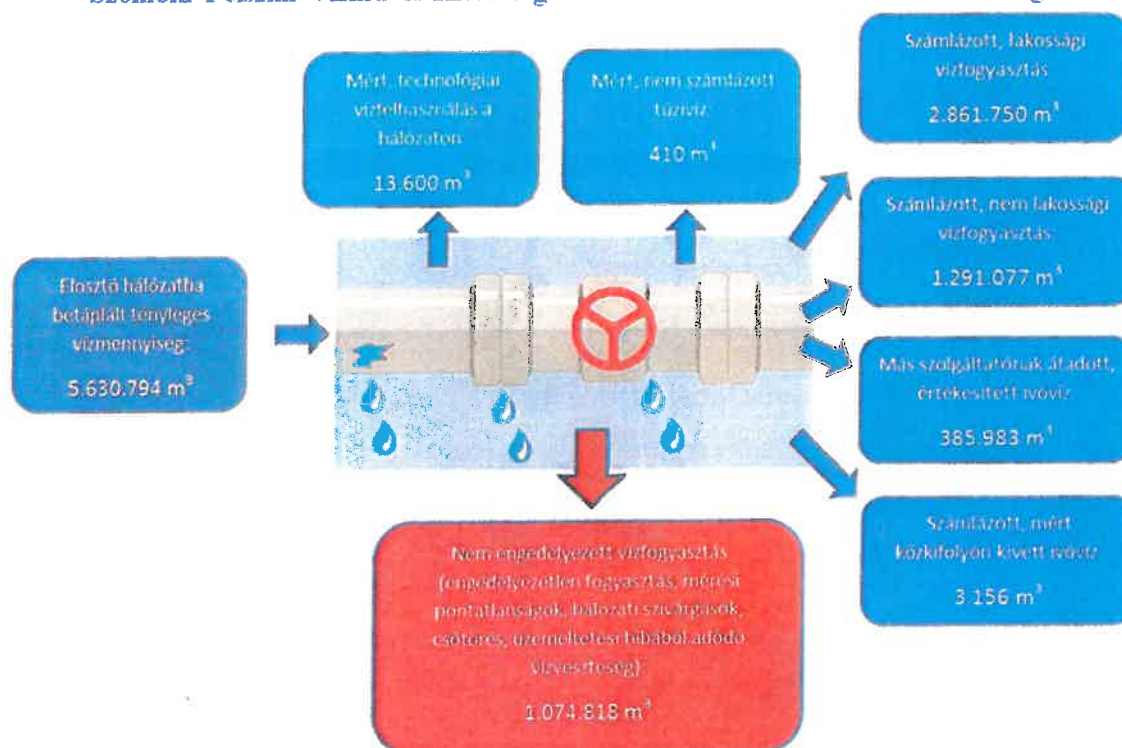 Mért, technológiai
vízfelhasználás a
hálózaton
13.600 m³
Mért, nem számlázott
tűzivíz
410 m³
Számlázott, lakossági
vízfogyasztás
2.861.750 m³
Számlázott, nem lakossági
vízfogyasztás
1.291.077 m³
Elosztó hálózatba
betáplált tényleges
vízmennyiség:
5.630.794 m³
Más szolgáltatónak átadott,
értékesített ivóvíz
385.983 m³
Számlázott, mért
közkifolyón kivett ivóvíz
3.156 m³
Nem engedélyezett vízfogyasztás
(engedélyezetlen fogyasztás, mérési
pontatlanságok, hálózati szivárgások,
csőtörés, üzemeltetési hibából adódó
vízveszteség)
1.074.818 m³